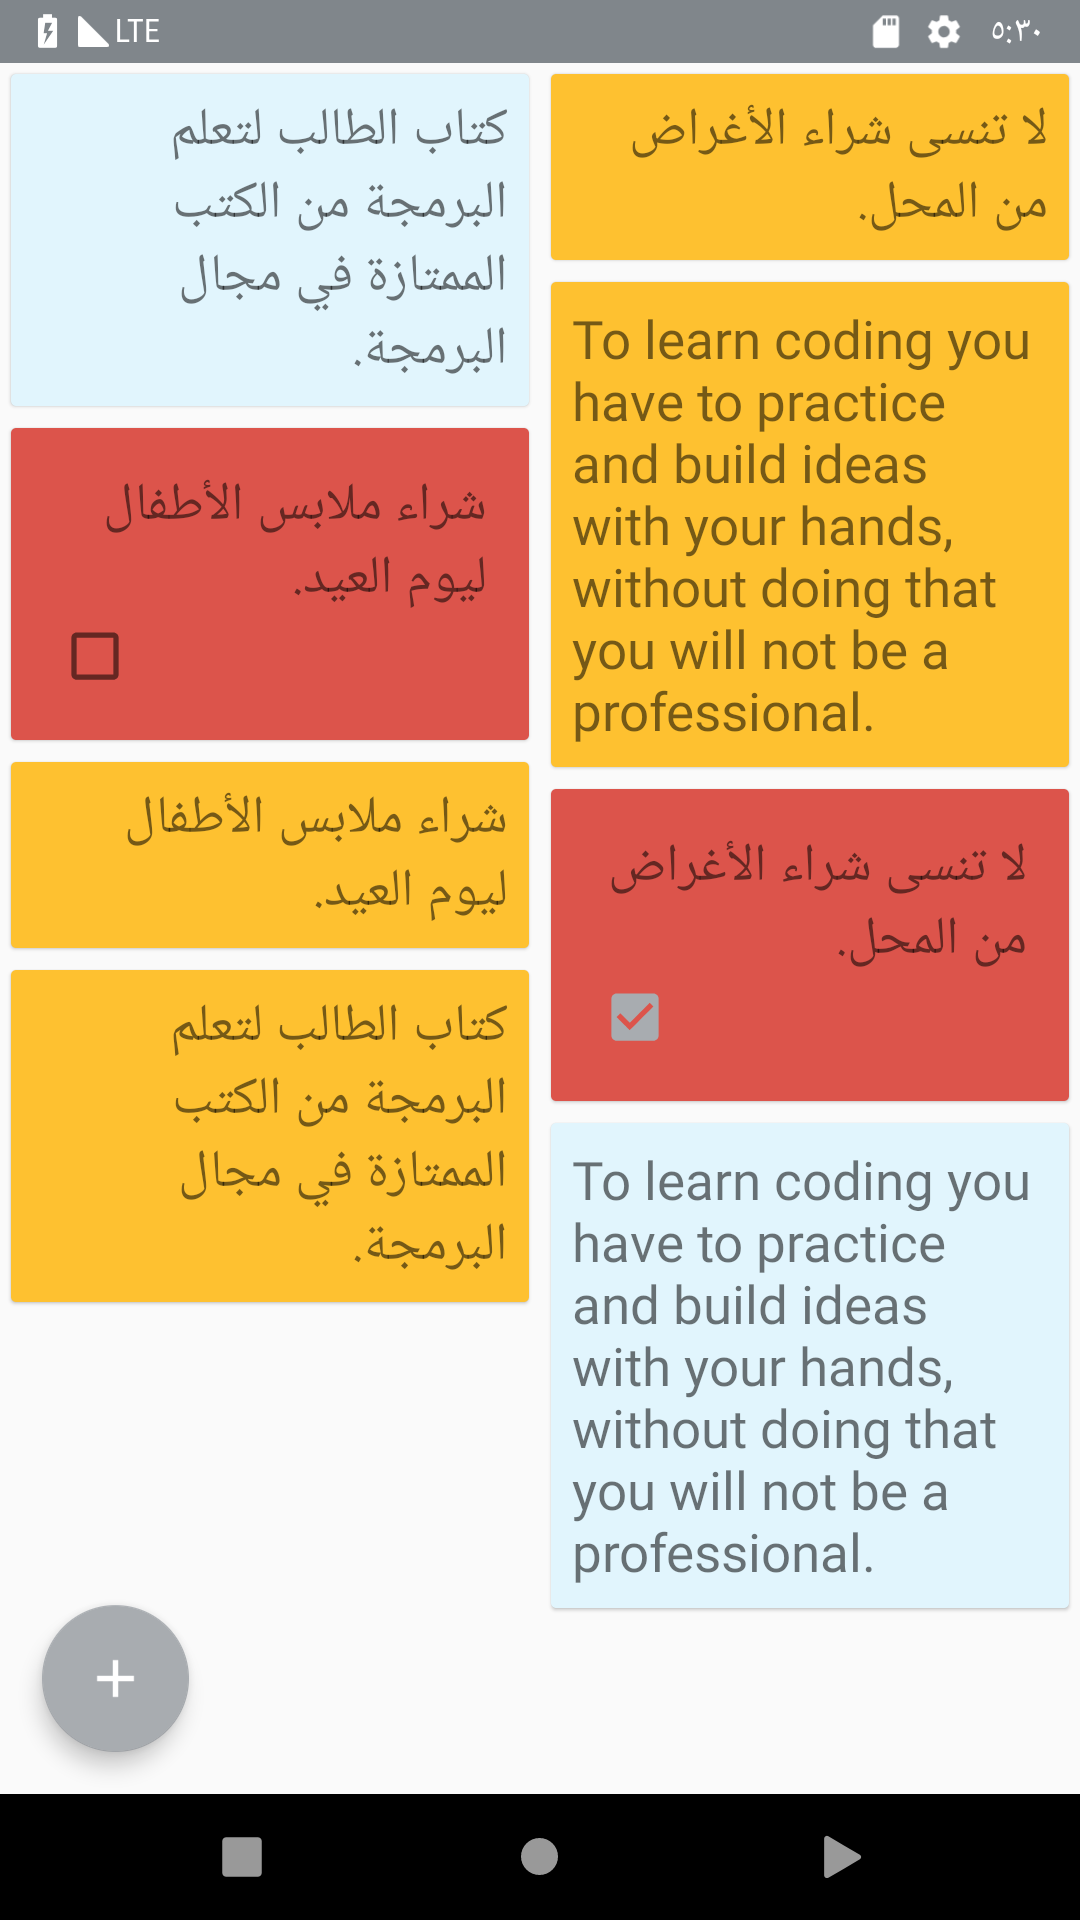 LTE
٥:٣٠
لا تنسى شراء الأغراض
من المحل.
To learn coding you
have to practice
and build ideas
with your hands,
without doing that
you will not be a
professional.
لا تنسى شراء الأغراض
من المحل.
To learn coding you
have to practice
and build ideas
with your hands,
without doing that
you will not be a
professional.
كتاب الطالب لتعلم
البرمجة من الكتب
الممتازة في مجال
البرمجة.
شراء ملابس الأطفال
ليوم العيد.
شراء ملابس الأطفال
ليوم العيد.
كتاب الطالب لتعلم
البرمجة من الكتب
الممتازة في مجال
البرمجة.